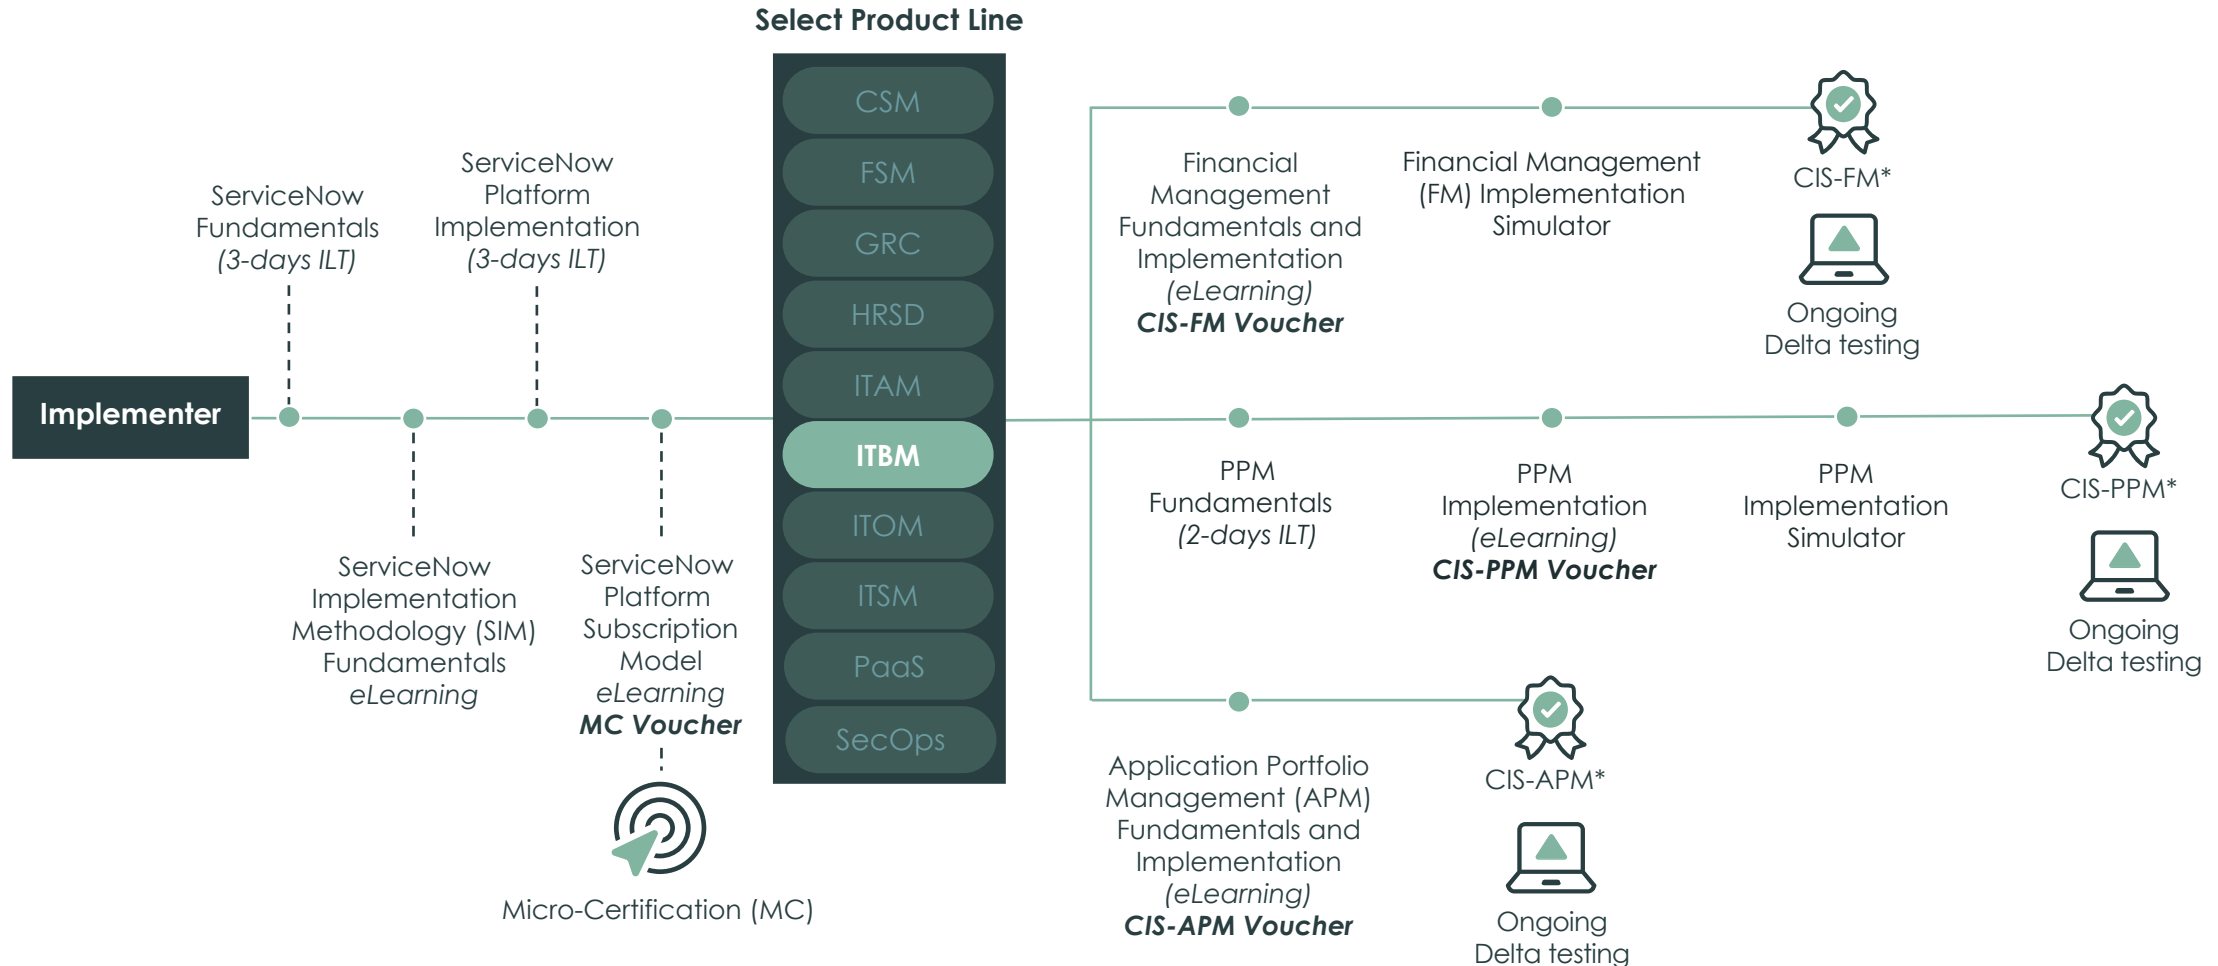 Select Product Line
CSM
FSM
GRC
HRSD
ITAM
ITBM
ITOM
ITSM
PaaS
SecOps
Implementer
ServiceNow
Fundamentals
(3-days ILT)
ServiceNow
Platform
Implementation
(3-days ILT)
ServiceNow
Implementation
Methodology (SIM)
Fundamentals
eLearning
ServiceNow
Platform
Subscription
Model
eLearning
MC Voucher
Micro-Certification (MC)
Financial
Management
Fundamentals and
Implementation
(eLearning)
CIS-FM Voucher
Financial Management
(FM) Implementation
Simulator
CIS-FM*
Ongoing
Delta testing
PPM
Fundamentals
(2-days ILT)
PPM
Implementation
(eLearning)
CIS-PPM Voucher
PPM
Implementation
Simulator
CIS-PPM*
Ongoing
Delta testing
Application Portfolio
Management (APM)
Fundamentals and
Implementation
(eLearning)
CIS-APM Voucher
CIS-APM*
Ongoing
Delta testing